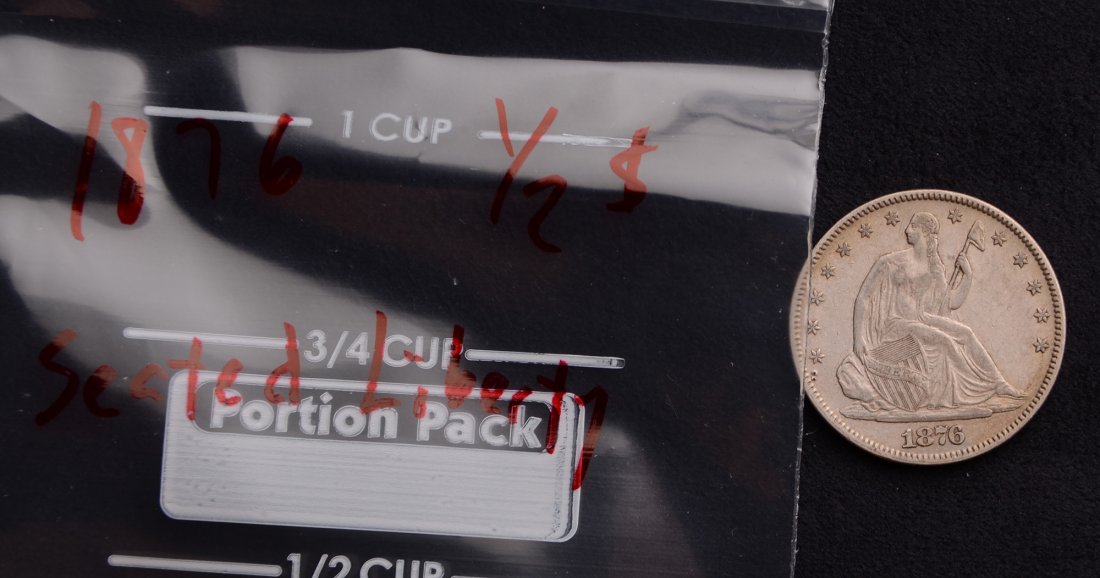 1 CUP
1876 1/2 $
3/4 CUP
Seated Liberty
Portion Pack
1/2 CUP
1876